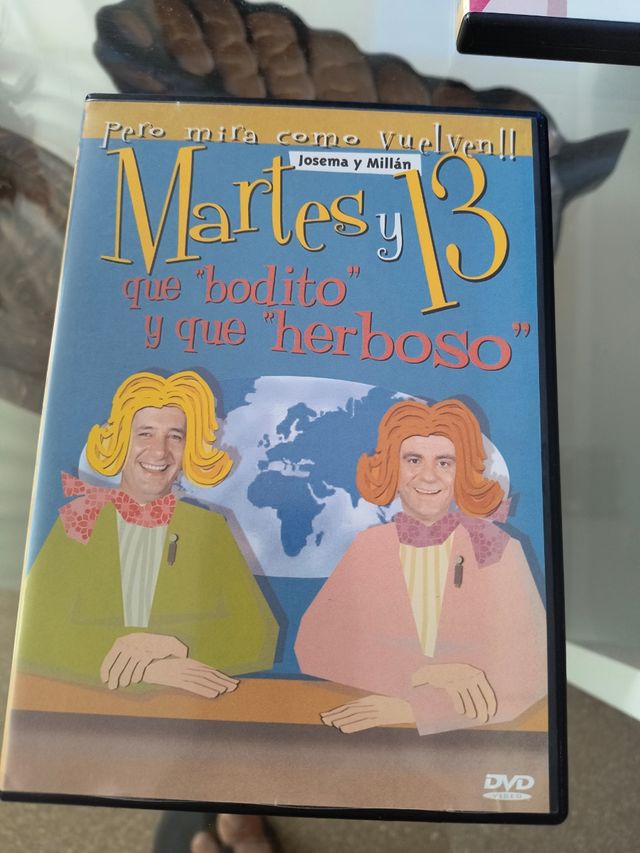 Pero mira como vuelven!!
Josema y Millán
Martes y 13
que "bodito"
y que "herboso"
DVD
VIDEO